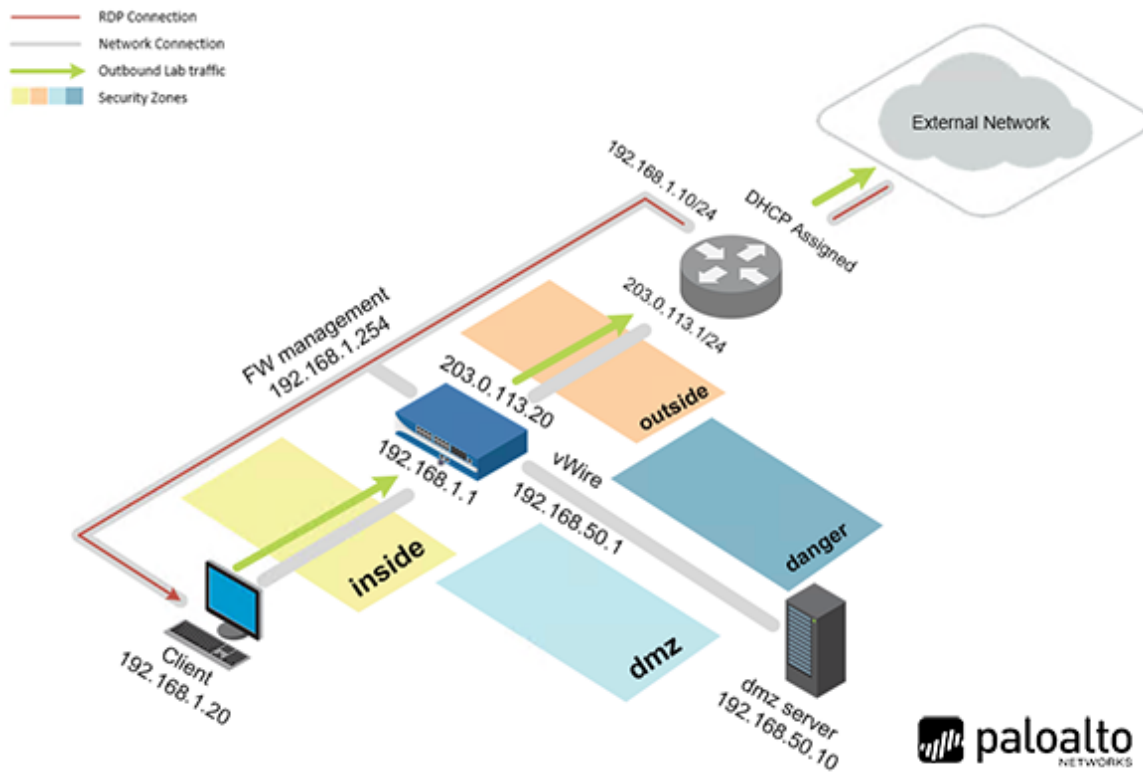 RDP Connection
Network Connection
Outbound Lab traffic
Security Zones
External Network
192.168.1.10/24
DHCP Assigned
203.0.113.1/24
FW management
192.168.1.254
203.0.113.20
outside
192.168.1.1
vWire
192.168.50.1
danger
inside
dmz
Client
192.168.1.20
dmz server
192.168.50.10
paloalto
NETWORKS